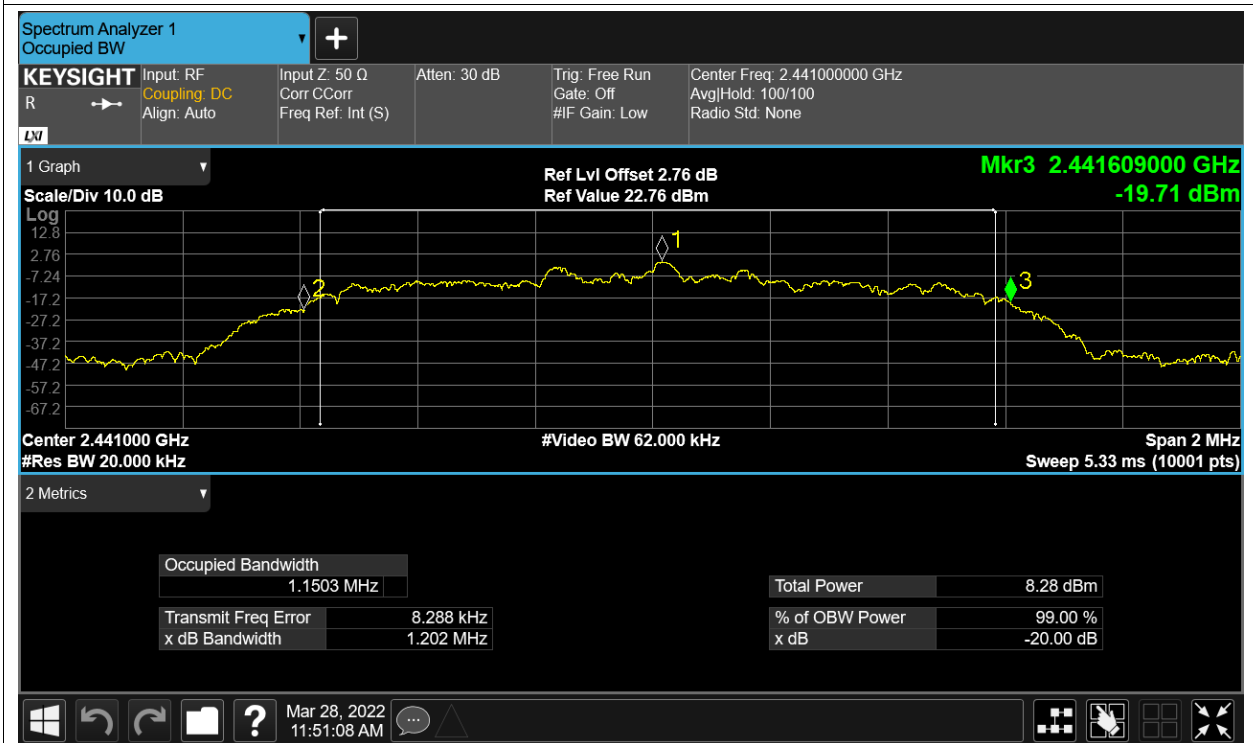 Spectrum Analyzer 1
Occupied BW
KEYSIGHT
R
LXI
Input: RF
Coupling: DC
Align: Auto
Input Z: 50 Ω
Corr CCorr
Freq Ref: Int (S)
Atten: 30 dB
Trig: Free Run
Gate: Off
#IF Gain: Low
Center Freq: 2.441000000 GHz
Avg|Hold: 100/100
Radio Std: None
1 Graph
Scale/Div 10.0 dB
Ref Lvl Offset 2.76 dB
Ref Value 22.76 dBm
Mkr3 2.441609000 GHz
-19.71 dBm
Log
12.8
2.76
-7.24
-17.2
-27.2
-37.2
-47.2
-57.2
-67.2
1
2
3
Center 2.441000 GHz
#Res BW 20.000 kHz
#Video BW 62.000 kHz
Span 2 MHz
Sweep 5.33 ms (10001 pts)
2 Metrics
Occupied Bandwidth
1.1503 MHz
Transmit Freq Error 8.288 kHz
x dB Bandwidth 1.202 MHz
Total Power 8.28 dBm
% of OBW Power 99.00 %
x dB -20.00 dB
?
Mar 28, 2022
11:51:08 AM